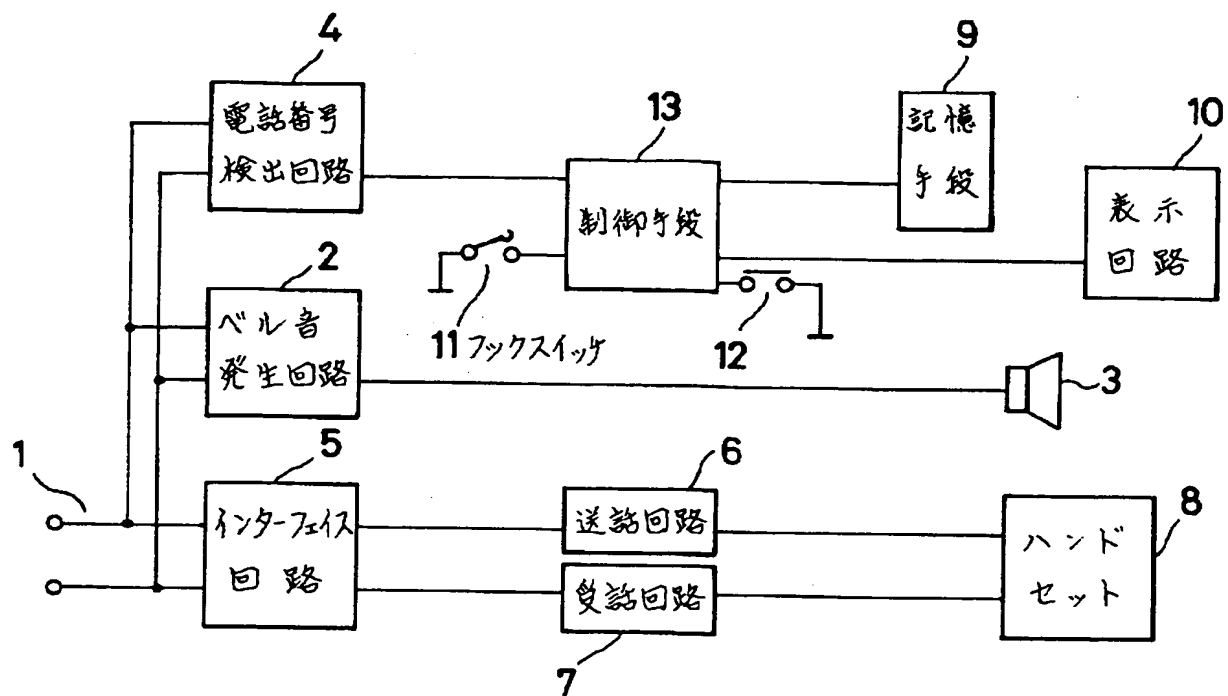 4
電話番号
検出回路
13
制御手段
9
記憶
手段
10
表示
回路
2
ベル音
発生回路
11 フックスイッチ
12
3
1
5
インターフェイス
回路
6
送話回路
受話回路
7
ハンド
セット
8